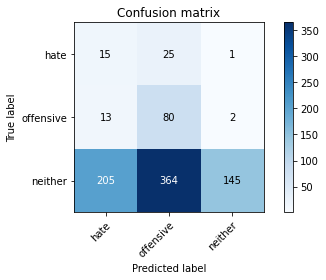 Confusion matrix
True label
hate
15 25 1
offensive
13 80 2
neither
205 364 145
hate
offensive
neither
Predicted label
350
300
250
200
150
100
50